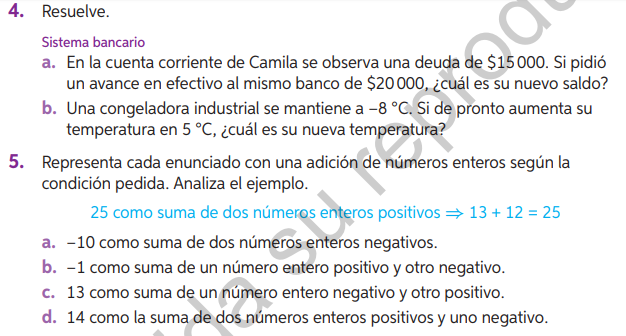 4. Resuelve.
Sistema bancario
a. En la cuenta corriente de Camila se observa una deuda de $15 000. Si pidió
un avance en efectivo al mismo banco de $20 000, ¿cuál es su nuevo saldo?
b. Una congeladora industrial se mantiene a −8 °C. Si de pronto aumenta su
temperatura en 5 °C, ¿cuál es su nueva temperatura?
5. Representa cada enunciado con una adición de números enteros según la
condición pedida. Analiza el ejemplo.
25 como suma de dos números enteros positivos ⇒ 13 + 12 = 25
a. −10 como suma de dos números enteros negativos.
b. −1 como suma de un número entero positivo y otro negativo.
c. 13 como suma de un número entero negativo y otro positivo.
d. 14 como la suma de dos números enteros positivos y uno negativo.
da su reprodu